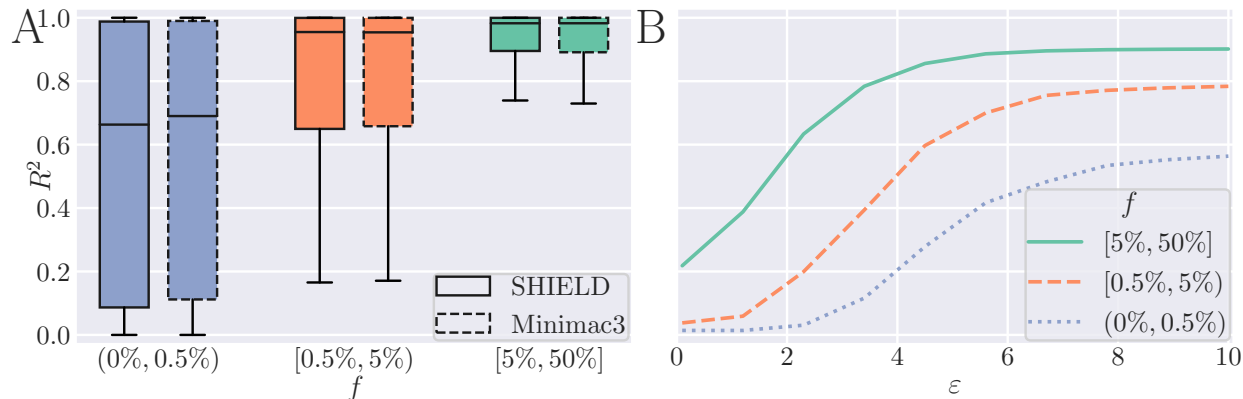 A
R²
1.0
0.8
0.6
0.4
0.2
0.0
(0%, 0.5%)
[0.5%, 5%)
[5%, 50%]
f
SHIELD
Minimac3
B
0
2
4
6
8
10
ε
f
[5%, 50%]
[0.5%, 5%)
(0%, 0.5%)